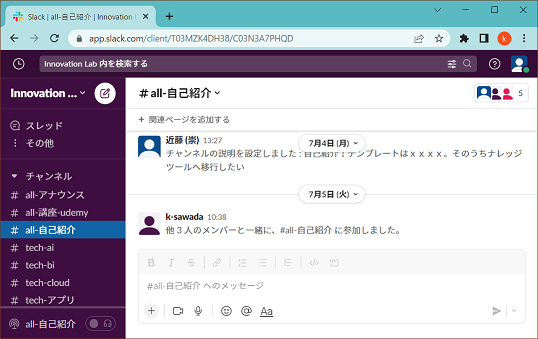 Slack | all-自己紹介 | Innovation L
app.slack.com/client/T03MZK4DH38/C03N3A7PHQD
k
Innovation Lab 内を検索する
Innovation ...
# all-自己紹介
5
+ 関連ページを追加する
スレッド
その他
チャンネル
# all-アナウンス
# all-講座-udemy
# all-自己紹介
# tech-ai
# tech-bi
# tech-cloud
# tech-アプリ
all-自己紹介
7月4日 (月)
近藤 (崇) 13:27
チャンネルの説明を設定しました : 自己紹介！テンプレートはｘｘｘｘ。そのうちナレッジ
ツールへ移行したい
7月5日 (火)
k-sawada 10:38
他 3 人のメンバーと一緒に、#all-自己紹介 に参加しました。
B I S
#all-自己紹介 へのメッセージ
Aa